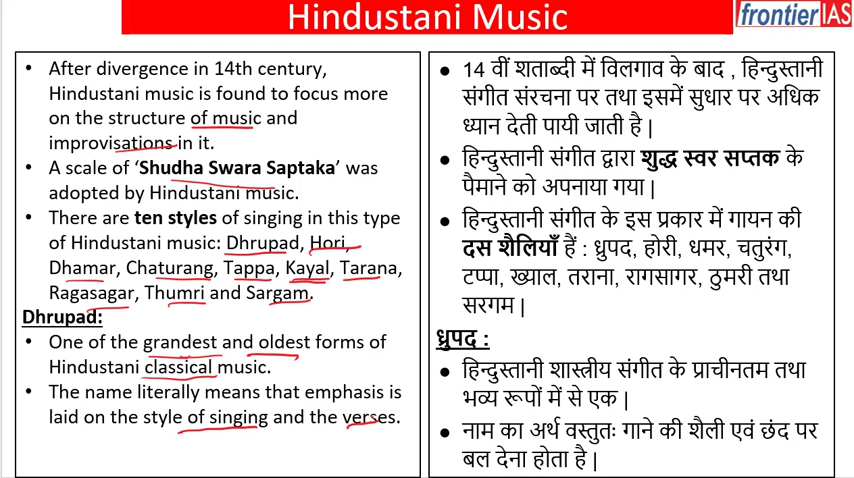 Hindustani Music
frontier IAS
• After divergence in 14th century,
Hindustani music is found to focus more
on the structure of music and
improvisations in it.
• A scale of ‘Shudha Swara Saptaka’ was
adopted by Hindustani music.
• There are ten styles of singing in this type
of Hindustani music: Dhrupad, Hori,
Dhamar, Chaturang, Tappa, Kayal, Tarana,
Ragasagar, Thumri and Sargam.
Dhrupad:
• One of the grandest and oldest forms of
Hindustani classical music.
• The name literally means that emphasis is
laid on the style of singing and the verses.
• 14 वीं शताब्दी में विलगाव के बाद , हिन्दुस्तानी
संगीत संरचना पर तथा इसमें सुधार पर अधिक
ध्यान देती पायी जाती है |
• हिन्दुस्तानी संगीत द्वारा शुद्ध स्वर सप्तक के
पैमाने को अपनाया गया |
• हिन्दुस्तानी संगीत के इस प्रकार में गायन की
दस शैलियाँ हैं : ध्रुपद, होरी, धमर, चतुरंग,
टप्पा, ख्याल, तराना, रागसागर, ठुमरी तथा
सरगम |
ध्रुपद :
• हिन्दुस्तानी शास्त्रीय संगीत के प्राचीनतम तथा
भव्य रूपों में से एक |
• नाम का अर्थ वस्तुतः गाने की शैली एवं छंद पर
बल देना होता है |